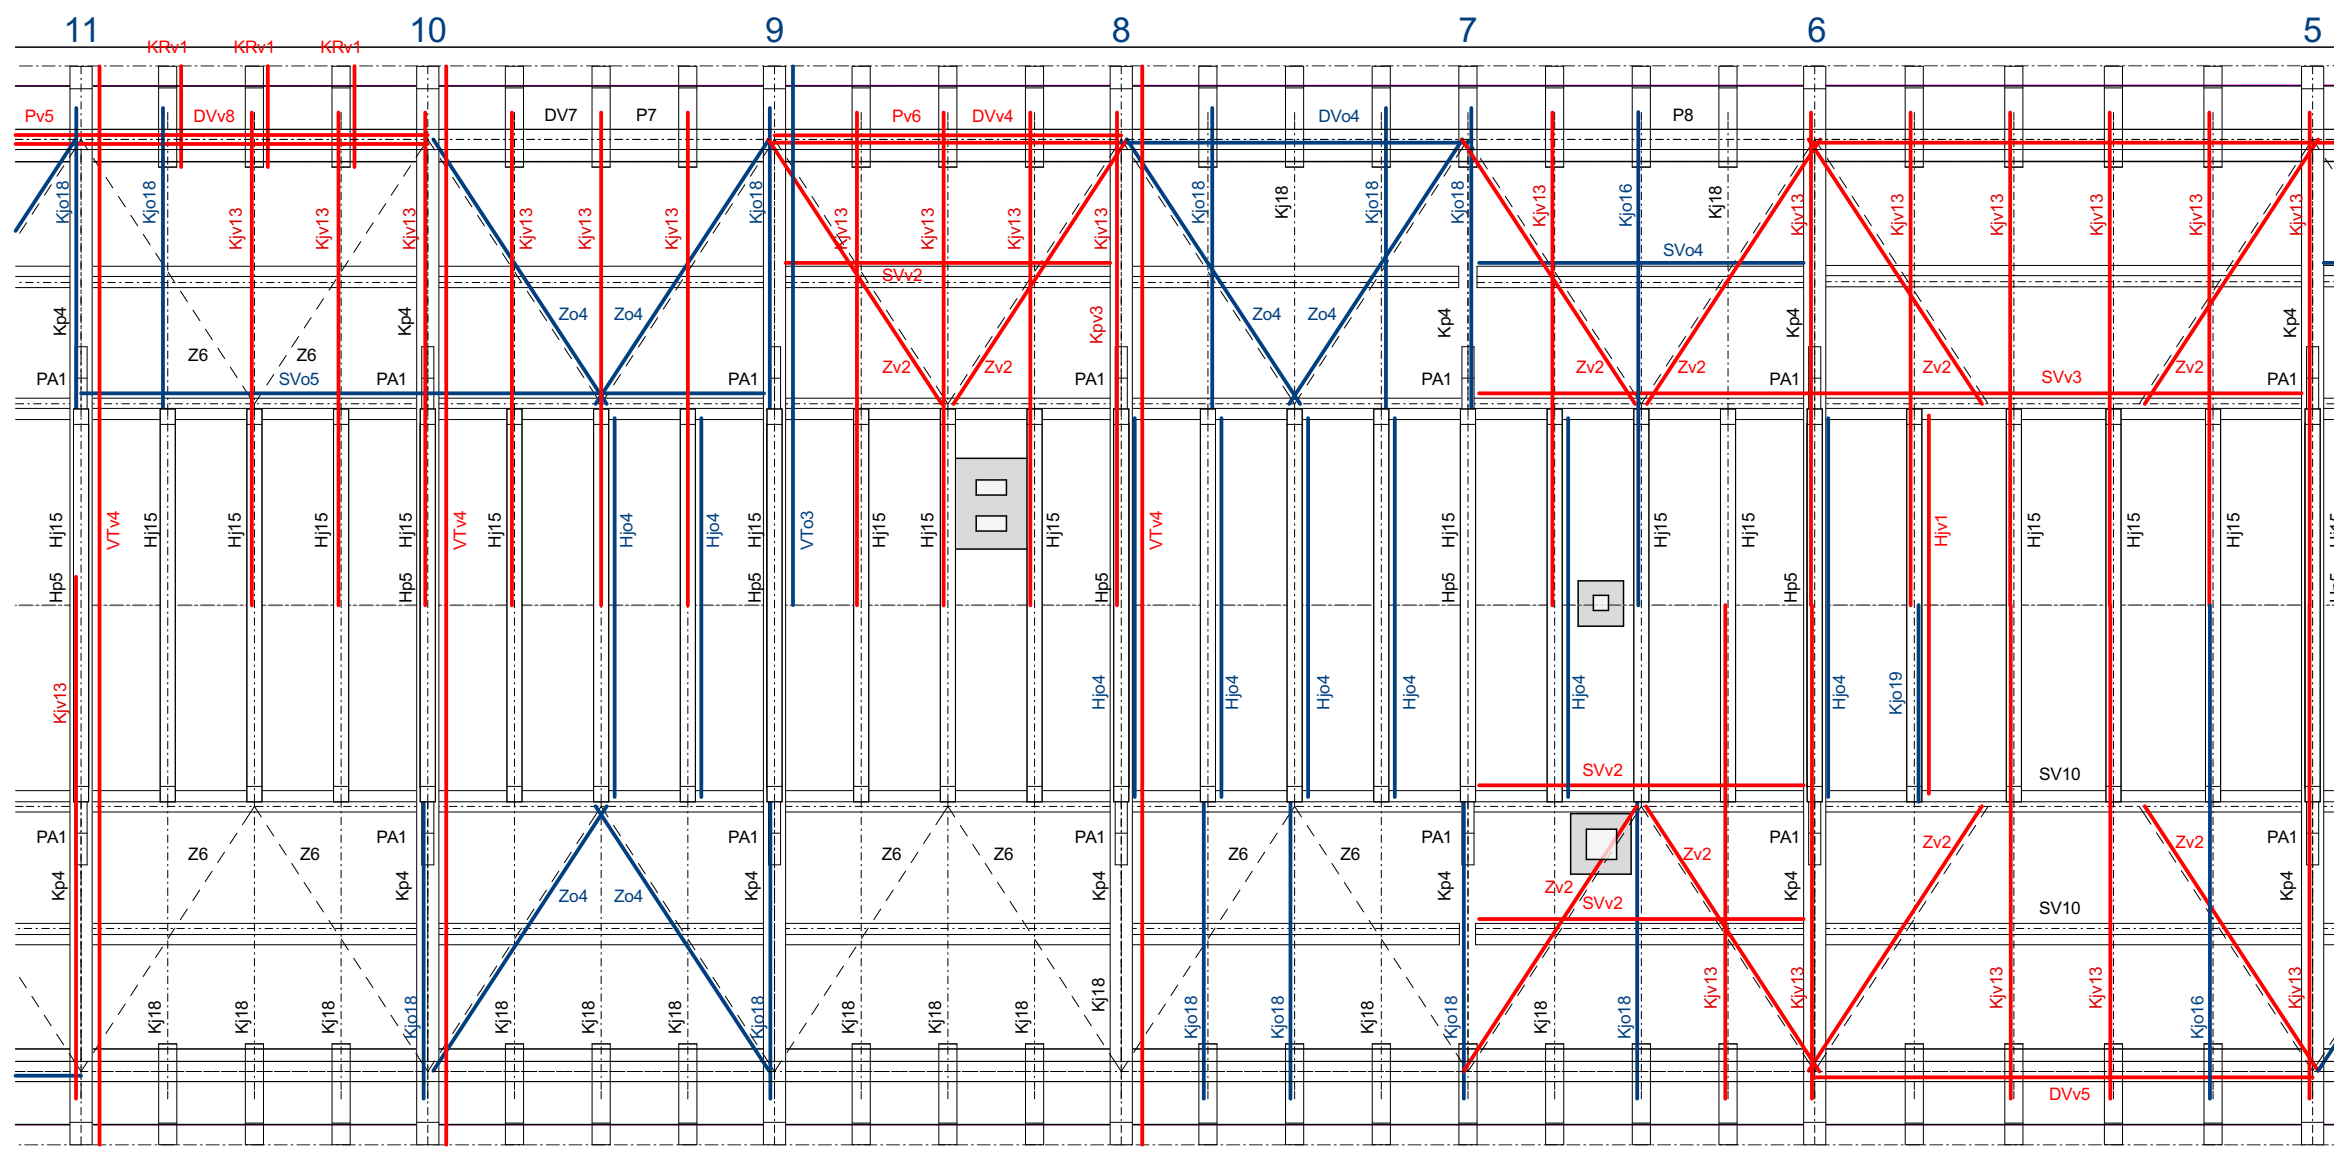 11 10 9 8 7 6 5
KRv1 KRv1 KRv1
Pv5 DVv8 DV7 P7 Pv6 DVv4 DVo4 P8
Kjo18 Kjo18 Kjv13 Kjv13 Kjv13 Kjv13 Kjv13 Kjv13 Kjo18 Kjv13 Kjv13 Kjv13 Kjv13 Kjo18 Kj18 Kjo18 Kjo18 Kjv13 Kjo16 Kj18 Kjv13 Kjv13 Kjv13 Kjv13 Kjv13 Kjv13
SVv2 SVo4
Kp4 Kp4 Zo4 Zo4 Kpv3 Zo4 Zo4 Kp4 Kp4 Kp4
Z6 Z6 Zv2 Zv2 Zv2 Zv2 Zv2 Zv2
PA1 SVo5 PA1 PA1 PA1 PA1 PA1 SVv3 PA1
Hj15 VTv4 Hj15 Hj15 Hj15 Hj15 VTv4 Hj15 Hjo4 Hjo4 Hj15 VTo3 Hj15 Hj15 Hj15 VTv4 Hj15 Hj15 Hj15 Hjv1 Hj15 Hj15 Hj15
Hp5 Hp5 Hp5 Hp5 Hp5 Hp5
Kjv13 Hjo4 Hjo4 Hjo4 Hjo4 Hjo4 Hjo4 Kjo19
SVv2 SV10
PA1 PA1 PA1 PA1 PA1 PA1 PA1
Z6 Z6 Z6 Z6 Z6 Z6 Zv2 Zv2 Zv2
Kp4 Kp4 Zo4 Zo4 Kp4 Kp4 Kp4 Zv2 Kp4 Kp4
SVv2 SV10
Kj18 Kj18 Kj18 Kjo18 Kj18 Kj18 Kj18 Kjo18 Kj18 Kj18 Kj18 Kj18 Kjo18 Kjo18 Kj18 Kjo18 Kj18 Kjo18 Kjv13 Kjv13 Kjv13 Kjv13 Kjo16 Kjv13
DVv5